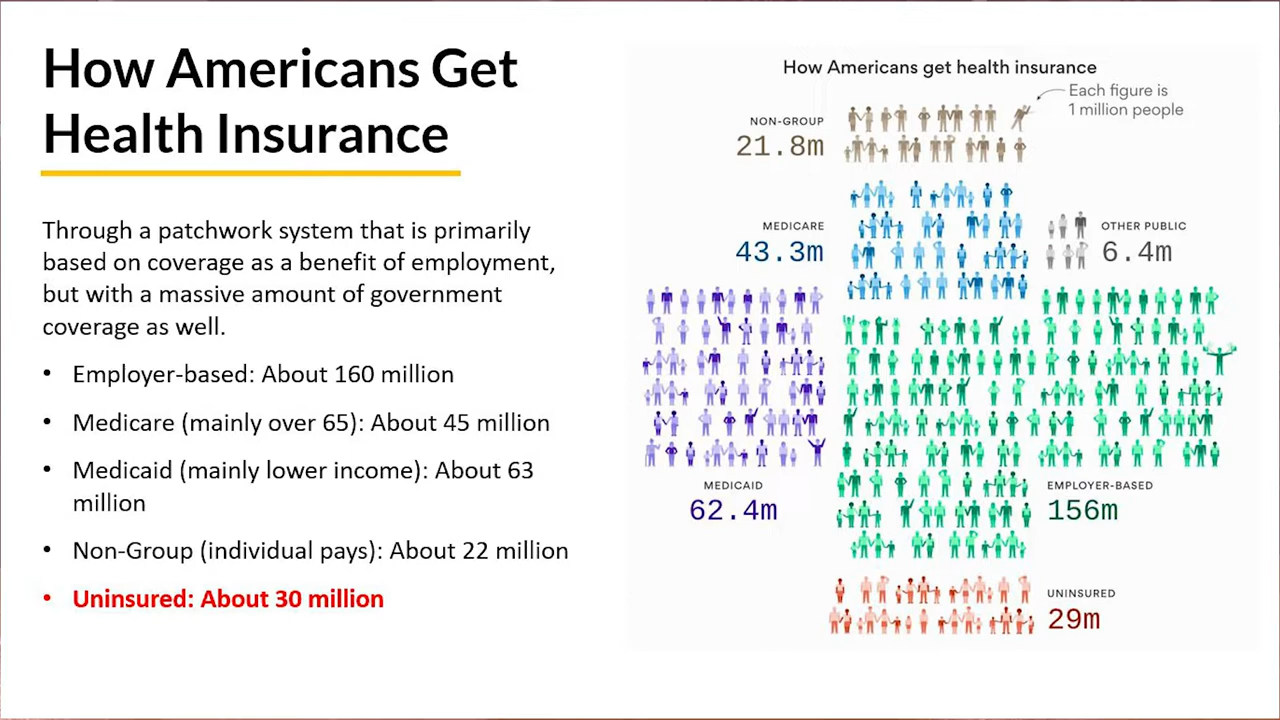 How Americans Get
Health Insurance
Through a patchwork system that is primarily
based on coverage as a benefit of employment,
but with a massive amount of government
coverage as well.
• Employer-based: About 160 million
• Medicare (mainly over 65): About 45 million
• Medicaid (mainly lower income): About 63
million
• Non-Group (individual pays): About 22 million
• Uninsured: About 30 million
How Americans get health insurance
Each figure is
1 million people
NON-GROUP
21.8m
MEDICARE
43.3m
OTHER PUBLIC
6.4m
MEDICAID
62.4m
EMPLOYER-BASED
156m
UNINSURED
29m